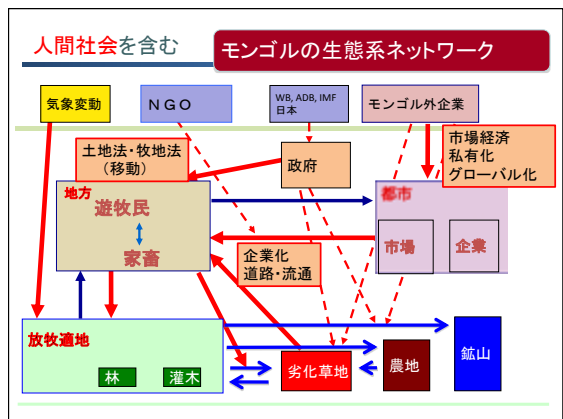 人間社会を含む
モンゴルの生態系ネットワーク
気象変動
ＮＧＯ
WB, ADB, IMF
日本
モンゴル外企業
市場経済
私有化
グローバル化
土地法・牧地法
（移動）
政府
地方
遊牧民
家畜
都市
市場
企業
企業化
道路・流通
放牧適地
林
灌木
劣化草地
農地
鉱山